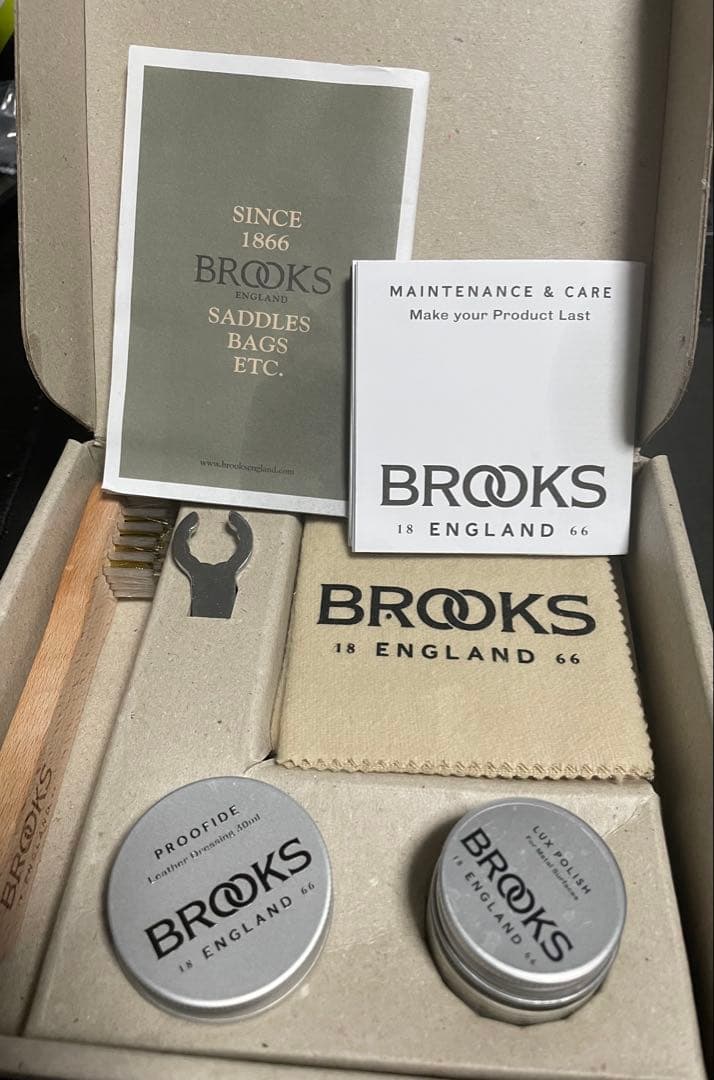 SINCE
1866
BROOKS
ENGLAND
SADDLES
BAGS
ETC.
www.brooksengland.com
MAINTENANCE & CARE
Make your Product Last
BROOKS
18 ENGLAND 66
BROOKS
18 ENGLAND 66
BROOKS
ENGLAND
PROOFIDE
Leather Dressing 30ml
BROOKS
18 ENGLAND 66
LUX POLISH
For Metal Surfaces
BROOKS
18 ENGLAND 66